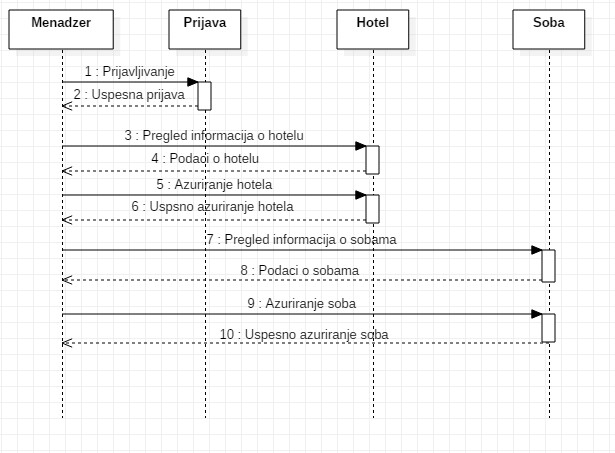 Menadzer
Prijava
Hotel
Soba
1 : Prijavljivanje
2 : Uspesna prijava
3 : Pregled informacija o hotelu
4 : Podaci o hotelu
5 : Azuriranje hotela
6 : Uspsno azuriranje hotela
7 : Pregled informacija o sobama
8 : Podaci o sobama
9 : Azuriranje soba
10 : Uspesno azuriranje soba